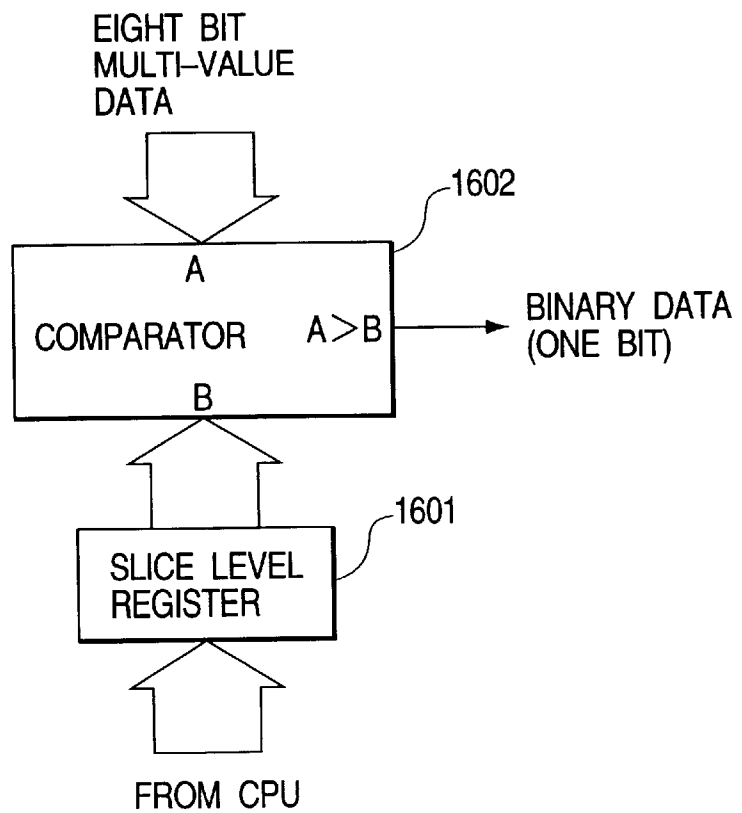 EIGHT BIT
MULTI-VALUE
DATA
1602
A
COMPARATOR
A>B
BINARY DATA
(ONE BIT)
B
1601
SLICE LEVEL
REGISTER
FROM CPU